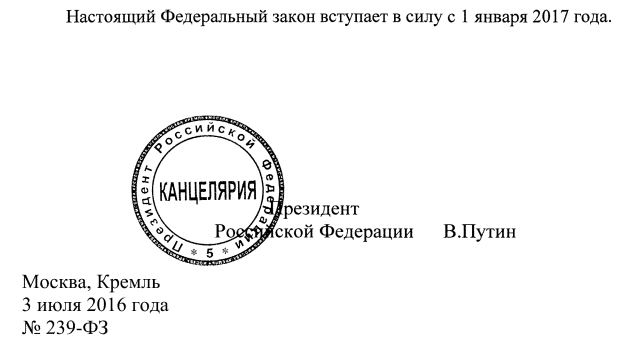 Настоящий Федеральный закон вступает в силу с 1 января 2017 года.
Президент Российской Федерации
КАНЦЕЛЯРИЯ
* 5 *
Президент
Российской Федерации В.Путин
Москва, Кремль
3 июля 2016 года
№ 239-ФЗ